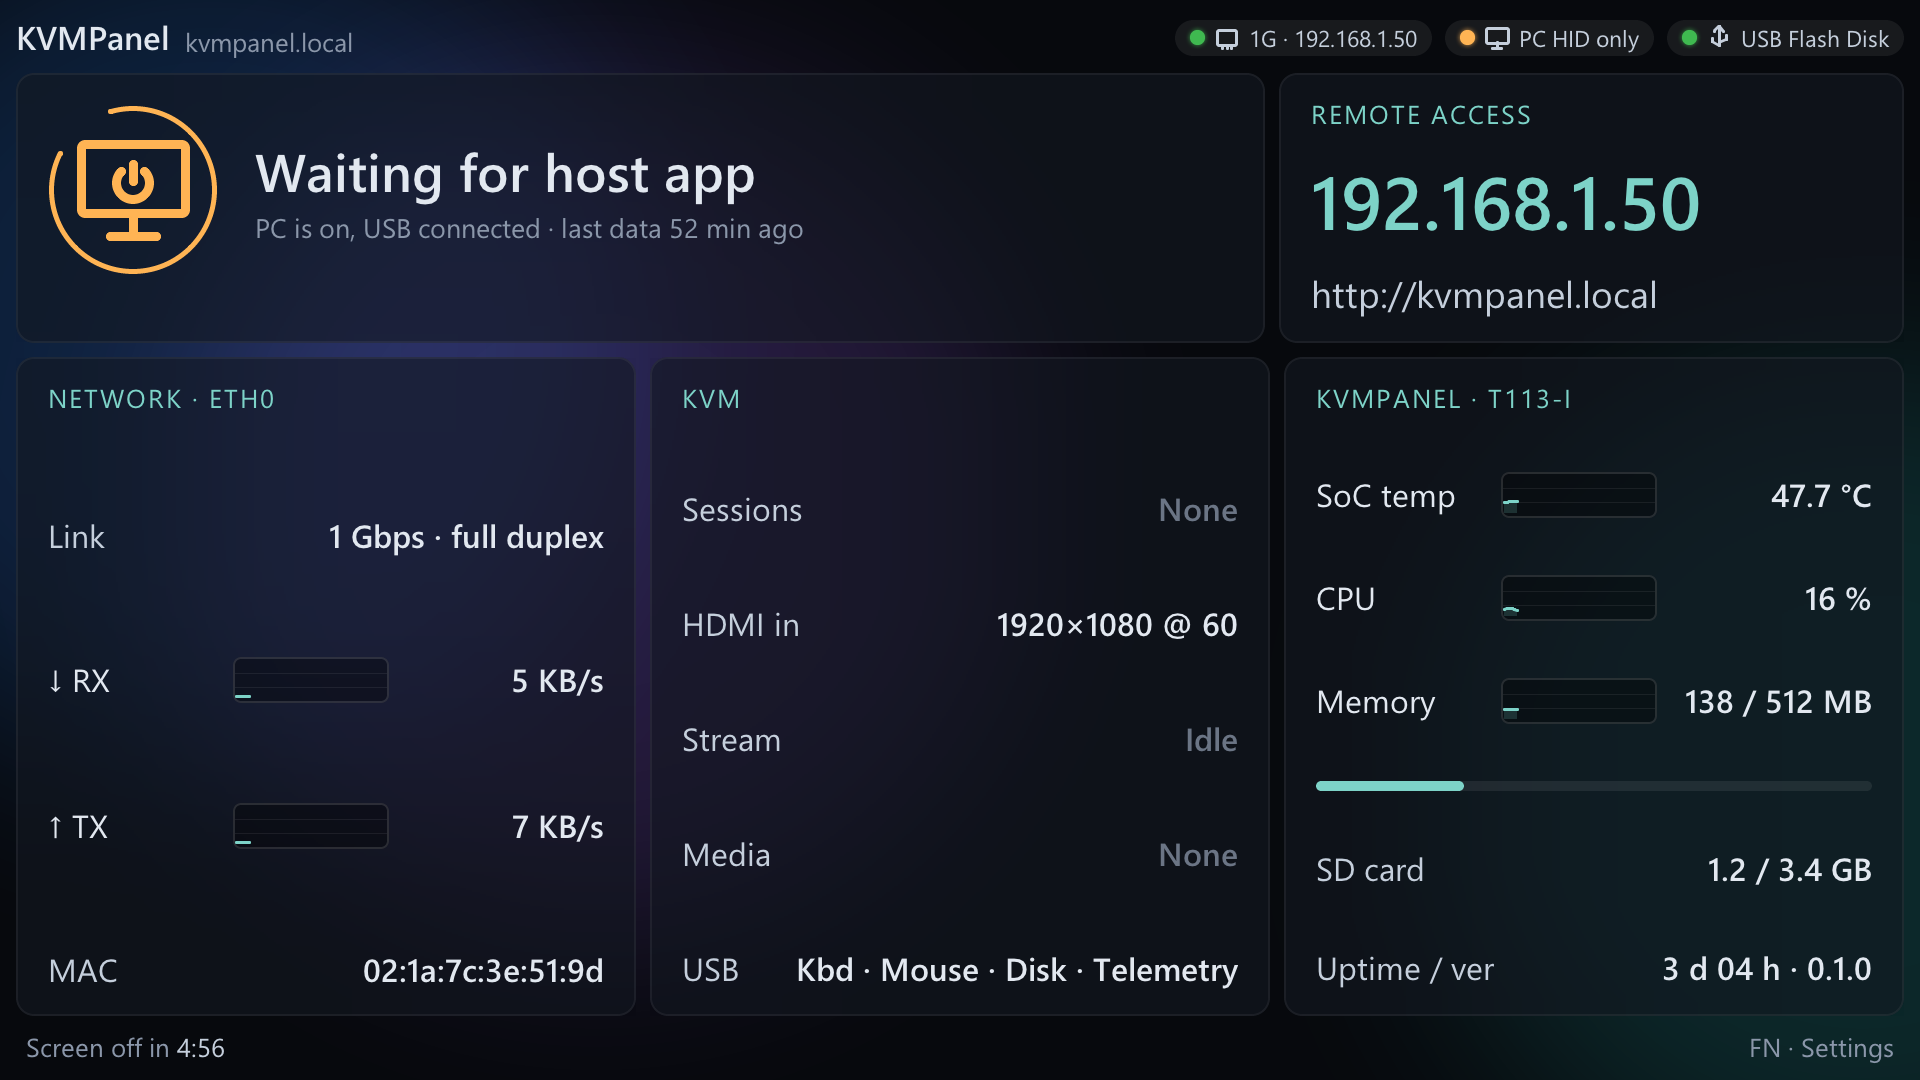 KVMPanel kvmpanel.local
1G · 192.168.1.50
PC HID only
USB Flash Disk
Waiting for host app
PC is on, USB connected · last data 52 min ago
REMOTE ACCESS
192.168.1.50
http://kvmpanel.local
NETWORK · ETH0
Link 1 Gbps · full duplex
↓ RX 5 KB/s
↑ TX 7 KB/s
MAC 02:1a:7c:3e:51:9d
KVM
Sessions None
HDMI in 1920×1080 @ 60
Stream Idle
Media None
USB Kbd · Mouse · Disk · Telemetry
KVMPANEL · T113-I
SoC temp 47.7 °C
CPU 16 %
Memory 138 / 512 MB
SD card 1.2 / 3.4 GB
Uptime / ver 3 d 04 h · 0.1.0
Screen off in 4:56
FN · Settings